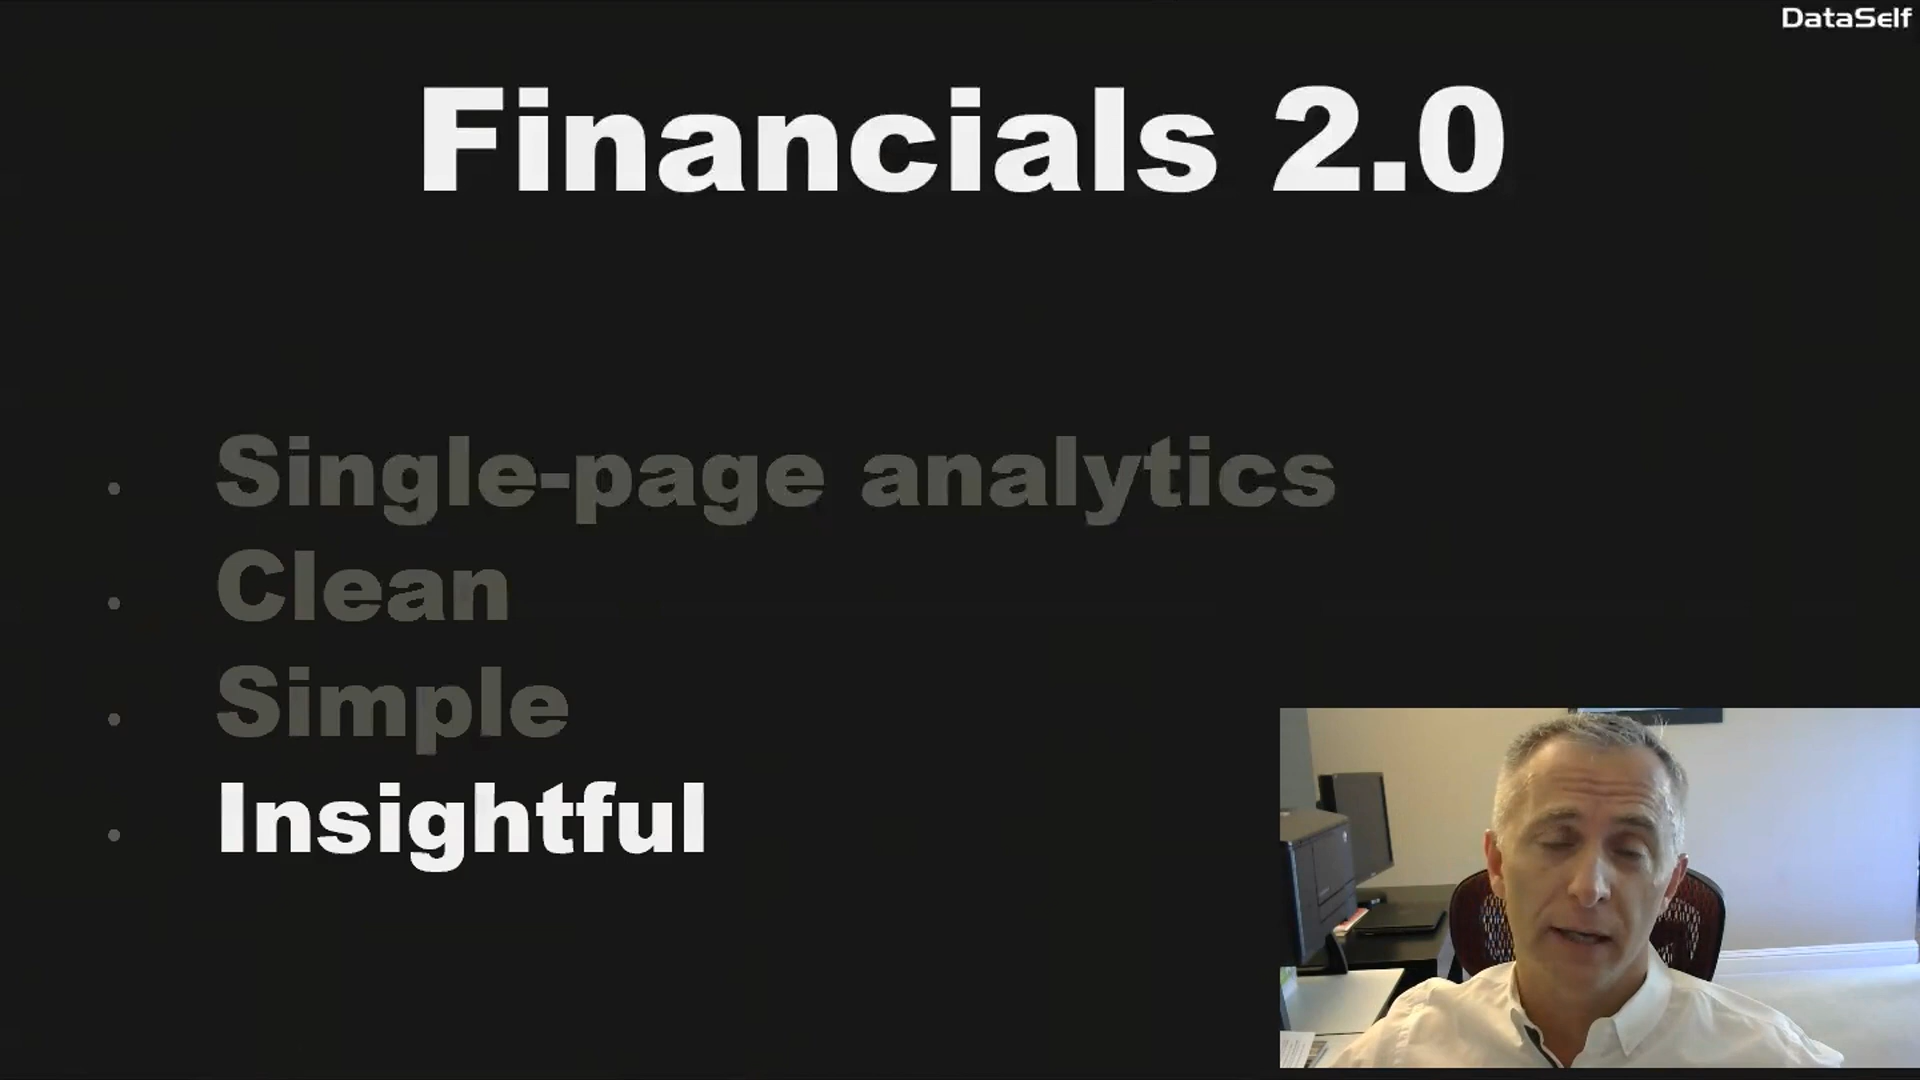 DataSelf
Financials 2.0
• Single-page analytics
• Clean
• Simple
• Insightful